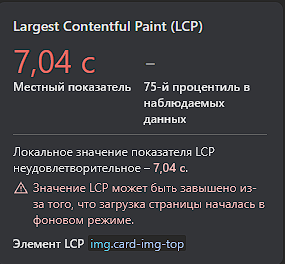 Largest Contentful Paint (LCP)
7,04 с –
Местный показатель 75-й процентиль в
наблюдаемых
данных
Локальное значение показателя LCP
неудовлетворительное – 7,04 с.
⚠ Значение LCP может быть завышено из-
за того, что загрузка страницы началась в
фоновом режиме.
Элемент LCP img.card-img-top